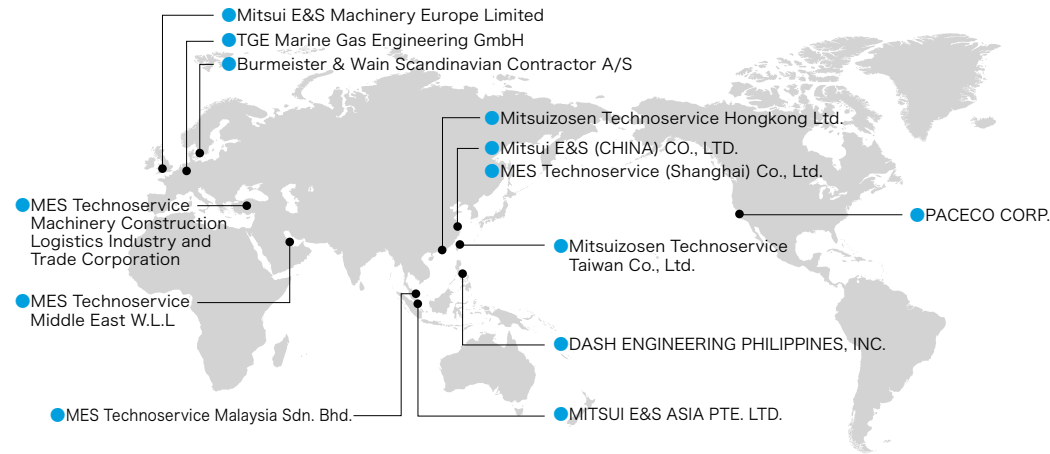 Mitsui E&S Machinery Europe Limited
TGE Marine Gas Engineering GmbH
Burmeister & Wain Scandinavian Contractor A/S
Mitsuizosen Technoservice Hongkong Ltd.
Mitsui E&S (CHINA) CO., LTD.
MES Technoservice (Shanghai) Co., Ltd.
MES Technoservice
Machinery Construction
Logistics Industry and
Trade Corporation
PACECO CORP.
Mitsuizosen Technoservice
Taiwan Co., Ltd.
MES Technoservice
Middle East W.L.L
DASH ENGINEERING PHILIPPINES, INC.
MES Technoservice Malaysia Sdn. Bhd.
MITSUI E&S ASIA PTE. LTD.